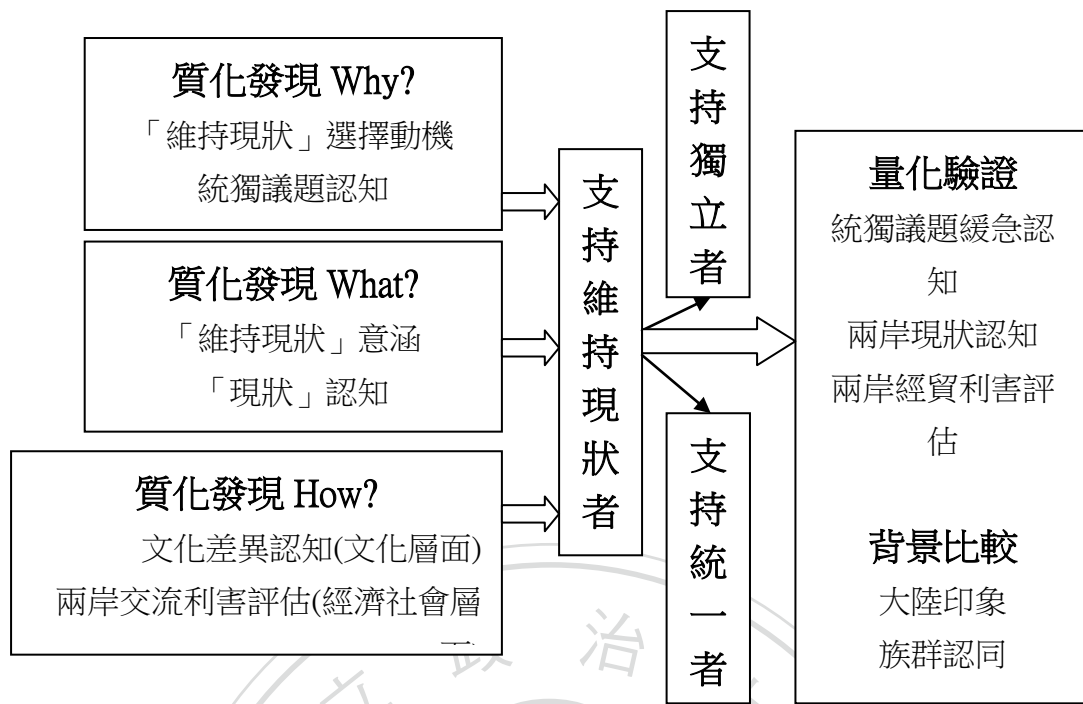 質化發現 Why?
「維持現狀」選擇動機
統獨議題認知
質化發現 What?
「維持現狀」意涵
「現狀」認知
質化發現 How?
文化差異認知(文化層面)
兩岸交流利害評估(經濟社會層
支持維持現狀者
支持獨立者
支持統一者
量化驗證
統獨議題緩急認
知
兩岸現狀認知
兩岸經貿利害評
估
背景比較
大陸印象
族群認同
立 政 治